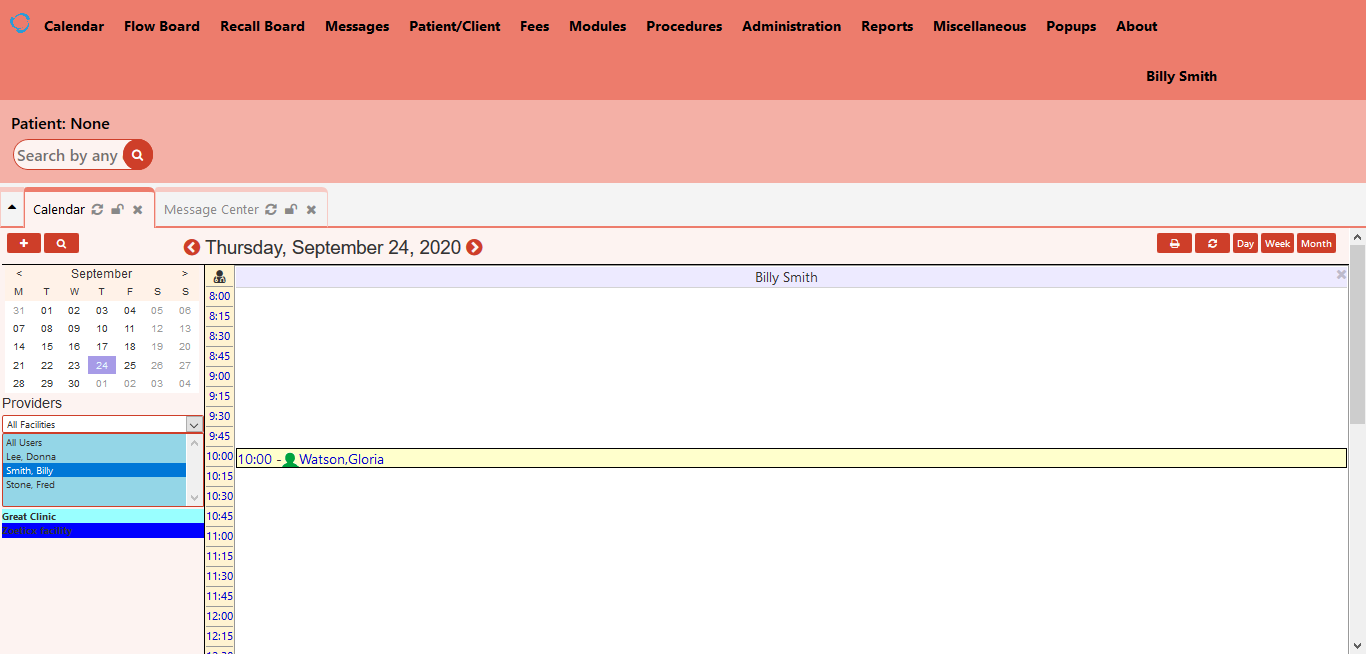 Calendar Flow Board Recall Board Messages Patient/Client Fees Modules Procedures Administration Reports Miscellaneous Popups About
Billy Smith
Patient: None
Search by any
Calendar
Message Center
Thursday, September 24, 2020
Day Week Month
< September >
M T W T F S S
31 01 02 03 04 05 06
07 08 09 10 11 12 13
14 15 16 17 18 19 20
21 22 23 24 25 26 27
28 29 30 01 02 03 04
Providers
All Facilities
All Users
Lee, Donna
Smith, Billy
Stone, Fred
Great Clinic
facility
Billy Smith
8:00
8:15
8:30
8:45
9:00
9:15
9:30
9:45
10:00
10:00 - Watson,Gloria
10:15
10:30
10:45
11:00
11:15
11:30
11:45
12:00
12:15